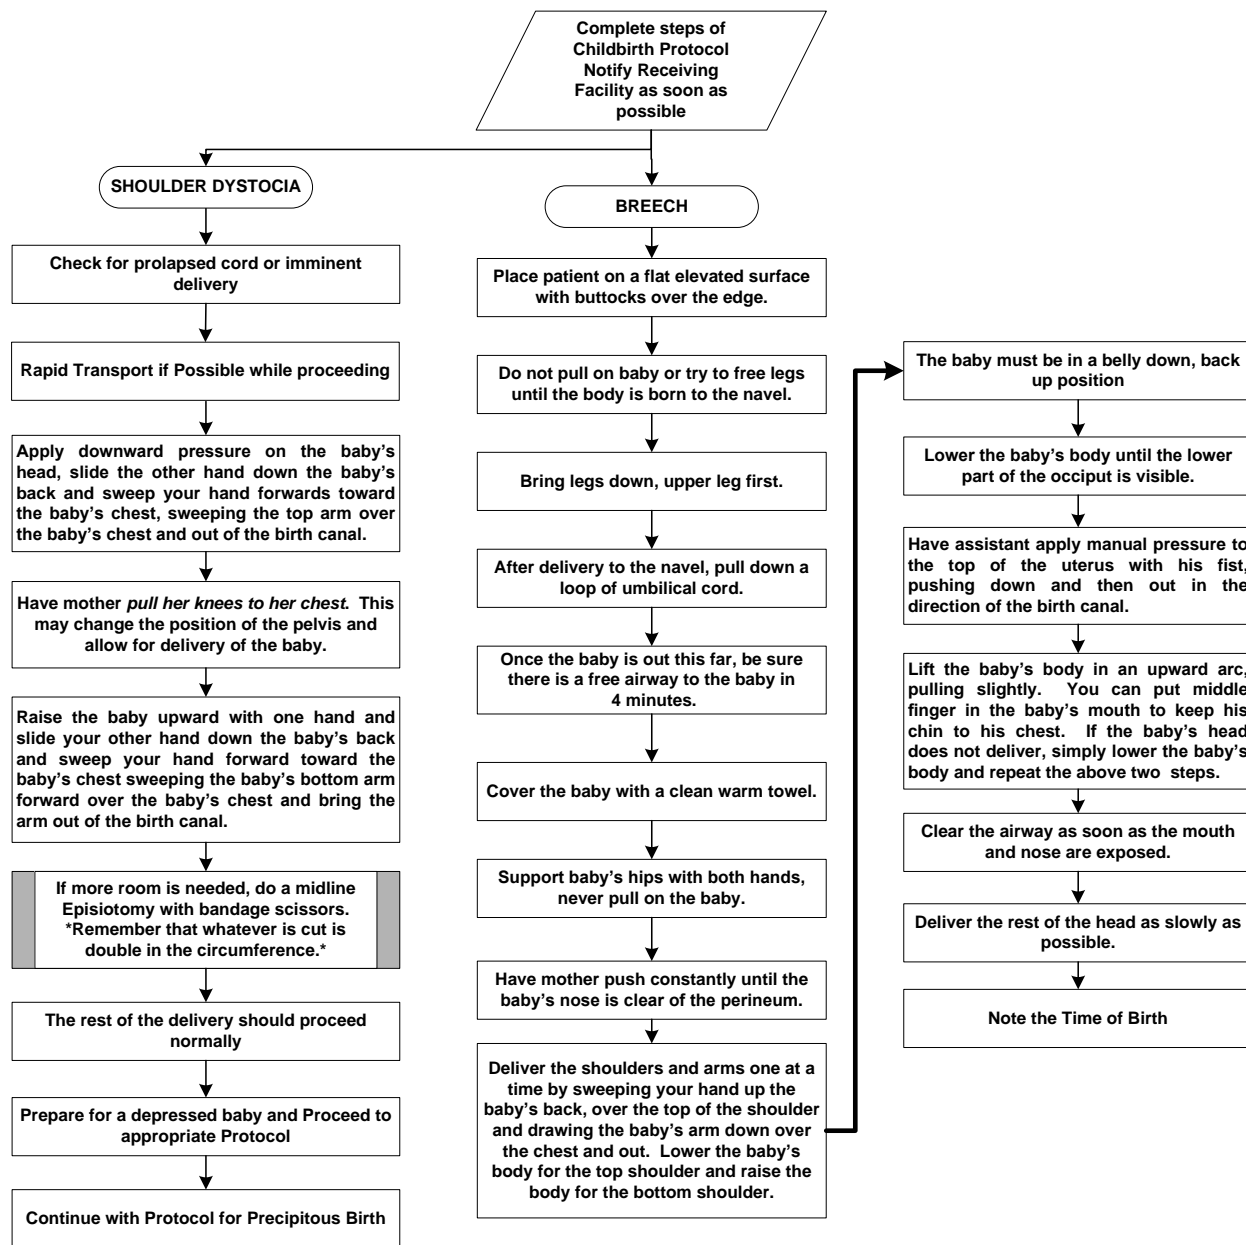 Complete steps of
Childbirth Protocol
Notify Receiving
Facility as soon as
possible
SHOULDER DYSTOCIA
Check for prolapsed cord or imminent
delivery
Rapid Transport if Possible while proceeding
Apply downward pressure on the baby's
head, slide the other hand down the baby's
back and sweep your hand forwards toward
the baby's chest, sweeping the top arm over
the baby's chest and out of the birth canal.
Have mother pull her knees to her chest. This
may change the position of the pelvis and
allow for delivery of the baby.
Raise the baby upward with one hand and
slide your other hand down the baby's back
and sweep your hand forward toward the
baby's chest sweeping the baby's bottom arm
forward over the baby's chest and bring the
arm out of the birth canal.
If more room is needed, do a midline
Episiotomy with bandage scissors.
*Remember that whatever is cut is
double in the circumference.*
The rest of the delivery should proceed
normally
Prepare for a depressed baby and Proceed to
appropriate Protocol
Continue with Protocol for Precipitous Birth
BREECH
Place patient on a flat elevated surface
with buttocks over the edge.
Do not pull on baby or try to free legs
until the body is born to the navel.
Bring legs down, upper leg first.
After delivery to the navel, pull down a
loop of umbilical cord.
Once the baby is out this far, be sure
there is a free airway to the baby in
4 minutes.
Cover the baby with a clean warm towel.
Support baby's hips with both hands,
never pull on the baby.
Have mother push constantly until the
baby's nose is clear of the perineum.
Deliver the shoulders and arms one at a
time by sweeping your hand up the
baby's back, over the top of the shoulder
and drawing the baby's arm down over
the chest and out. Lower the baby's
body for the top shoulder and raise the
body for the bottom shoulder.
The baby must be in a belly down, back
up position
Lower the baby's body until the lower
part of the occiput is visible.
Have assistant apply manual pressure to
the top of the uterus with his fist,
pushing down and then out in the
direction of the birth canal.
Lift the baby's body in an upward arc,
pulling slightly. You can put middle
finger in the baby's mouth to keep his
chin to his chest. If the baby's head
does not deliver, simply lower the baby's
body and repeat the above two steps.
Clear the airway as soon as the mouth
and nose are exposed.
Deliver the rest of the head as slowly as
possible.
Note the Time of Birth